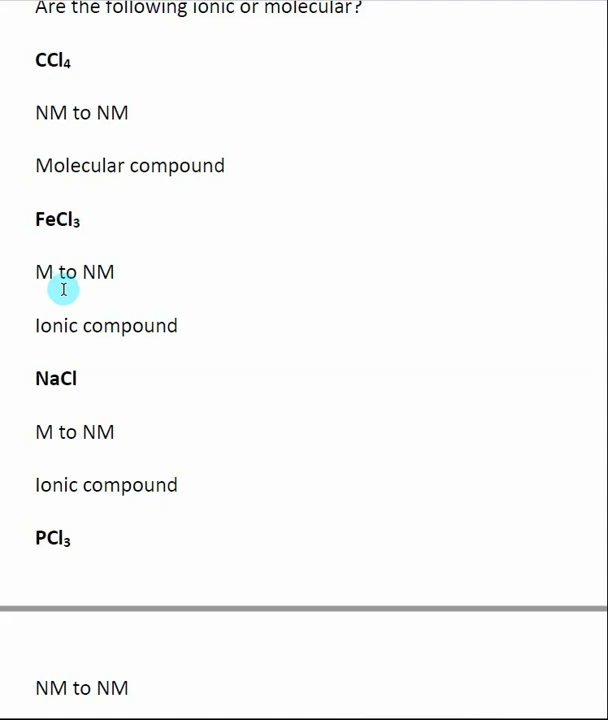 Are the following ionic or molecular?
CCl₄
NM to NM
Molecular compound
FeCl₃
M to NM
Ionic compound
NaCl
M to NM
Ionic compound
PCl₃
NM to NM